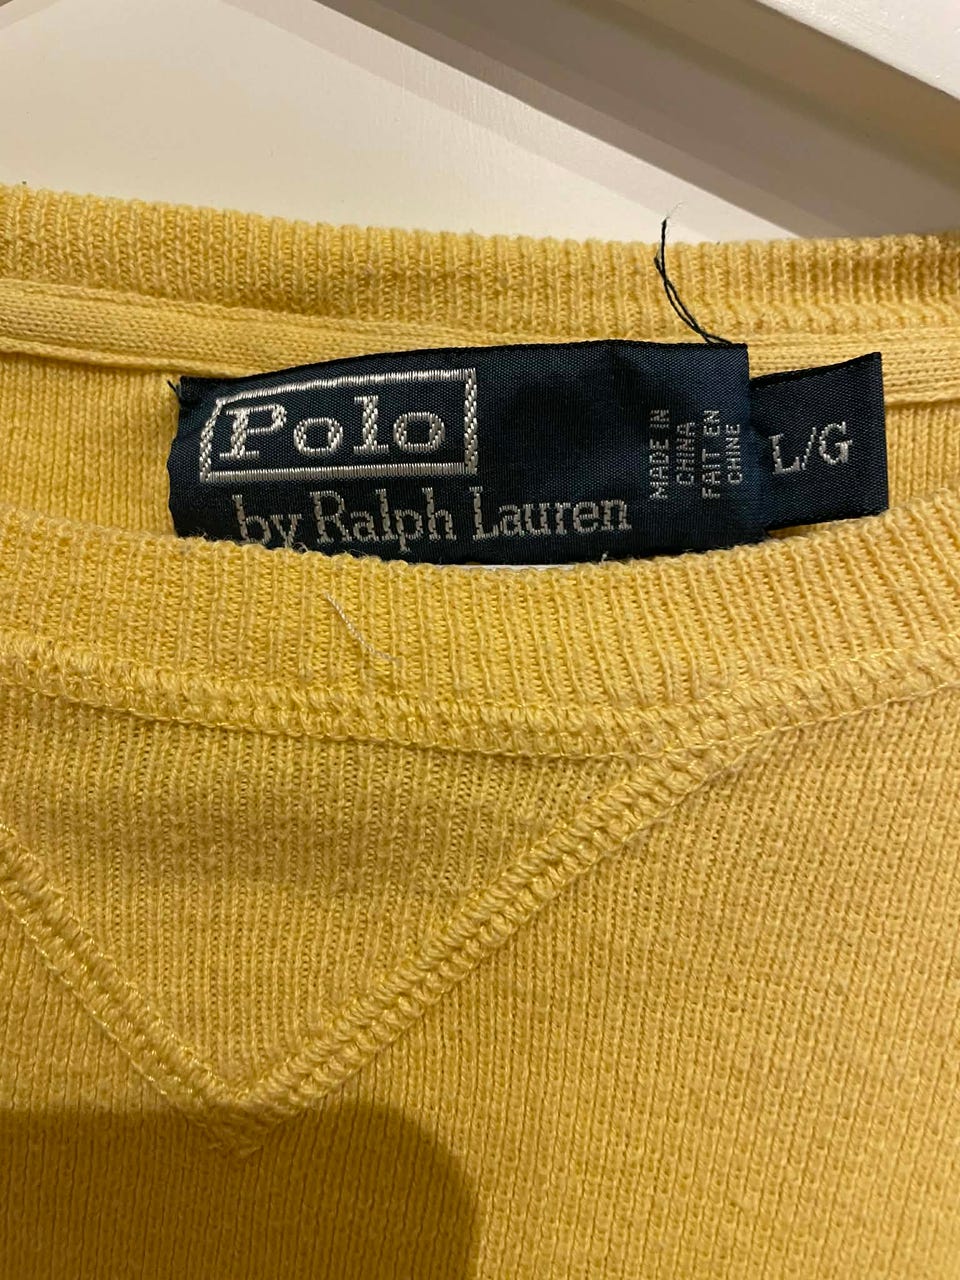 Polo
by Ralph Lauren
MADE IN
CHINA
FAIT EN
CHINE
L/G